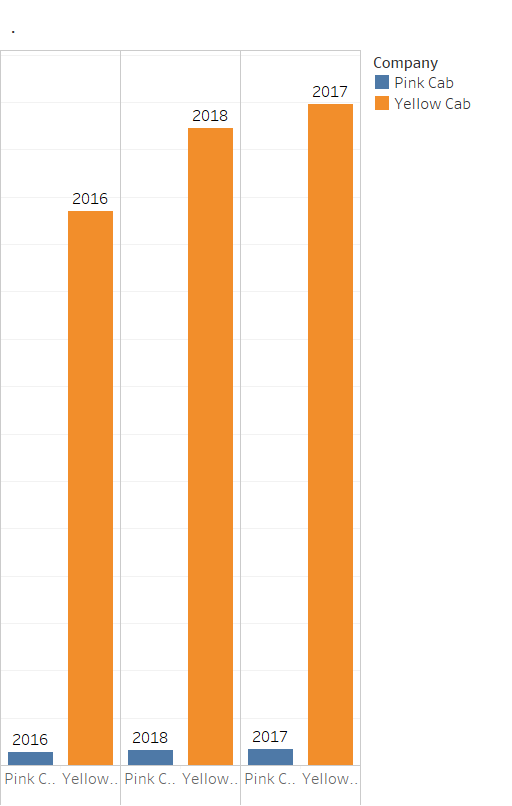 .
Company
Pink Cab
Yellow Cab
2017
2018
2016
2016
2018
2017
Pink C.. Yellow.. Pink C.. Yellow.. Pink C.. Yellow..